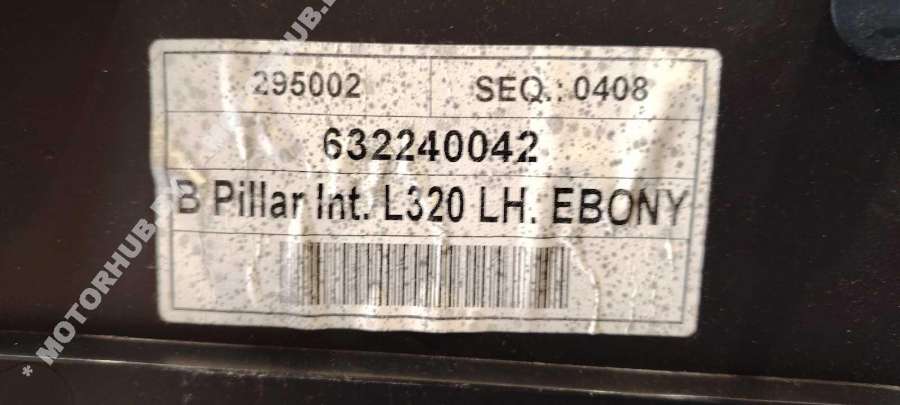 295002 SEQ.: 0408
632240042
B Pillar Int. L320 LH. EBONY